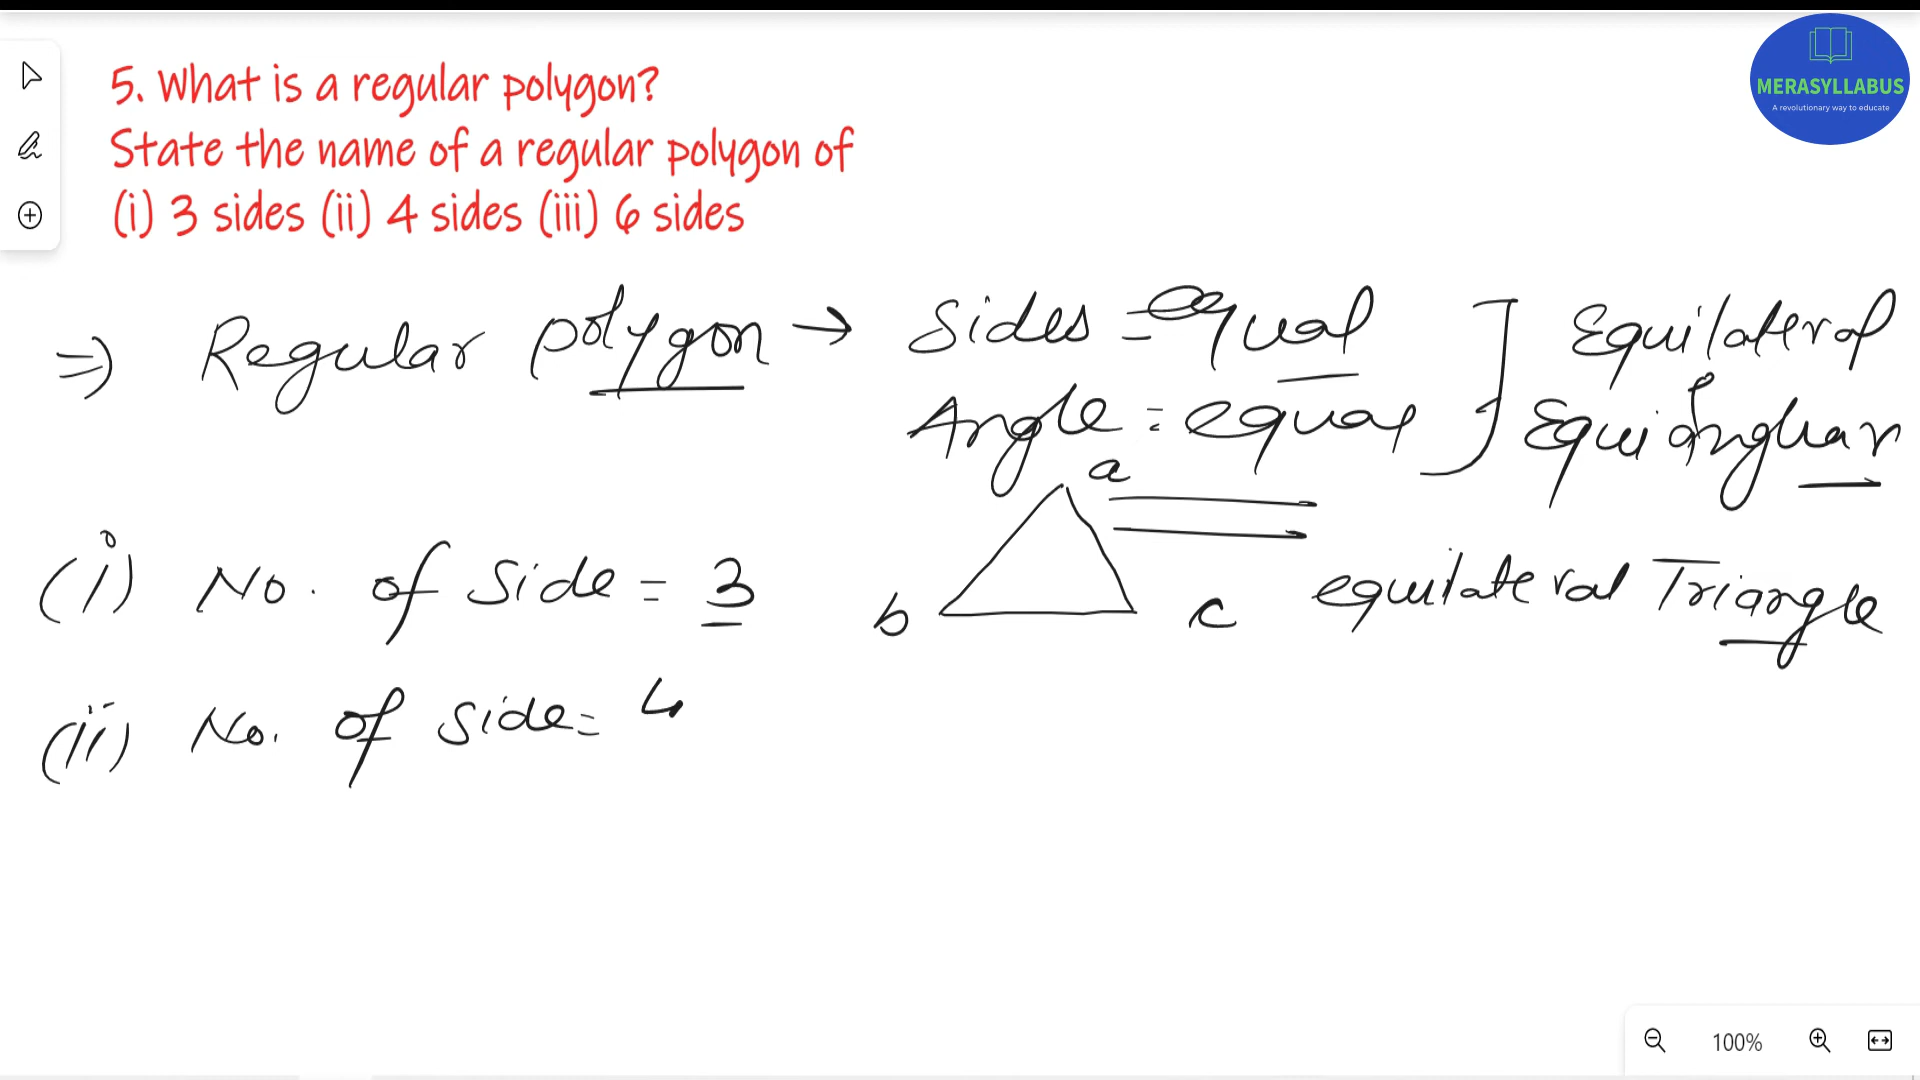 MERASYLLABUS
A revolutionary way to educate
5. What is a regular polygon?
State the name of a regular polygon of
(i) 3 sides (ii) 4 sides (iii) 6 sides
=) Regular polygon → Sides = equal ] Equilateral
Angle = equal Equiangluar
(i) No. of Side = 3
a
b c
equilateral Triangle
(ii) No. of side = 4
100%